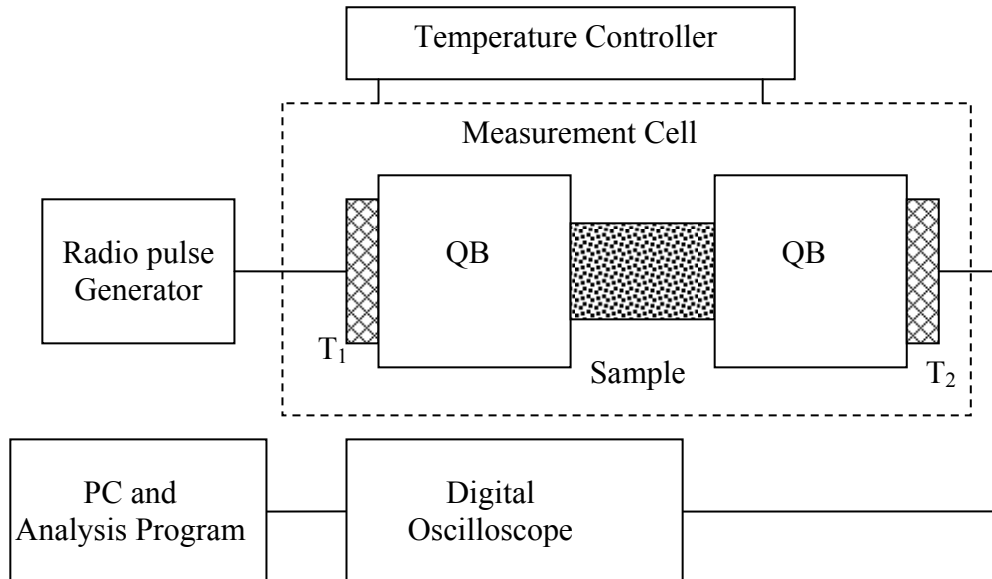 Temperature Controller
Measurement Cell
Radio pulse
Generator
QB
QB
T₁
Sample
T₂
PC and
Analysis Program
Digital
Oscilloscope